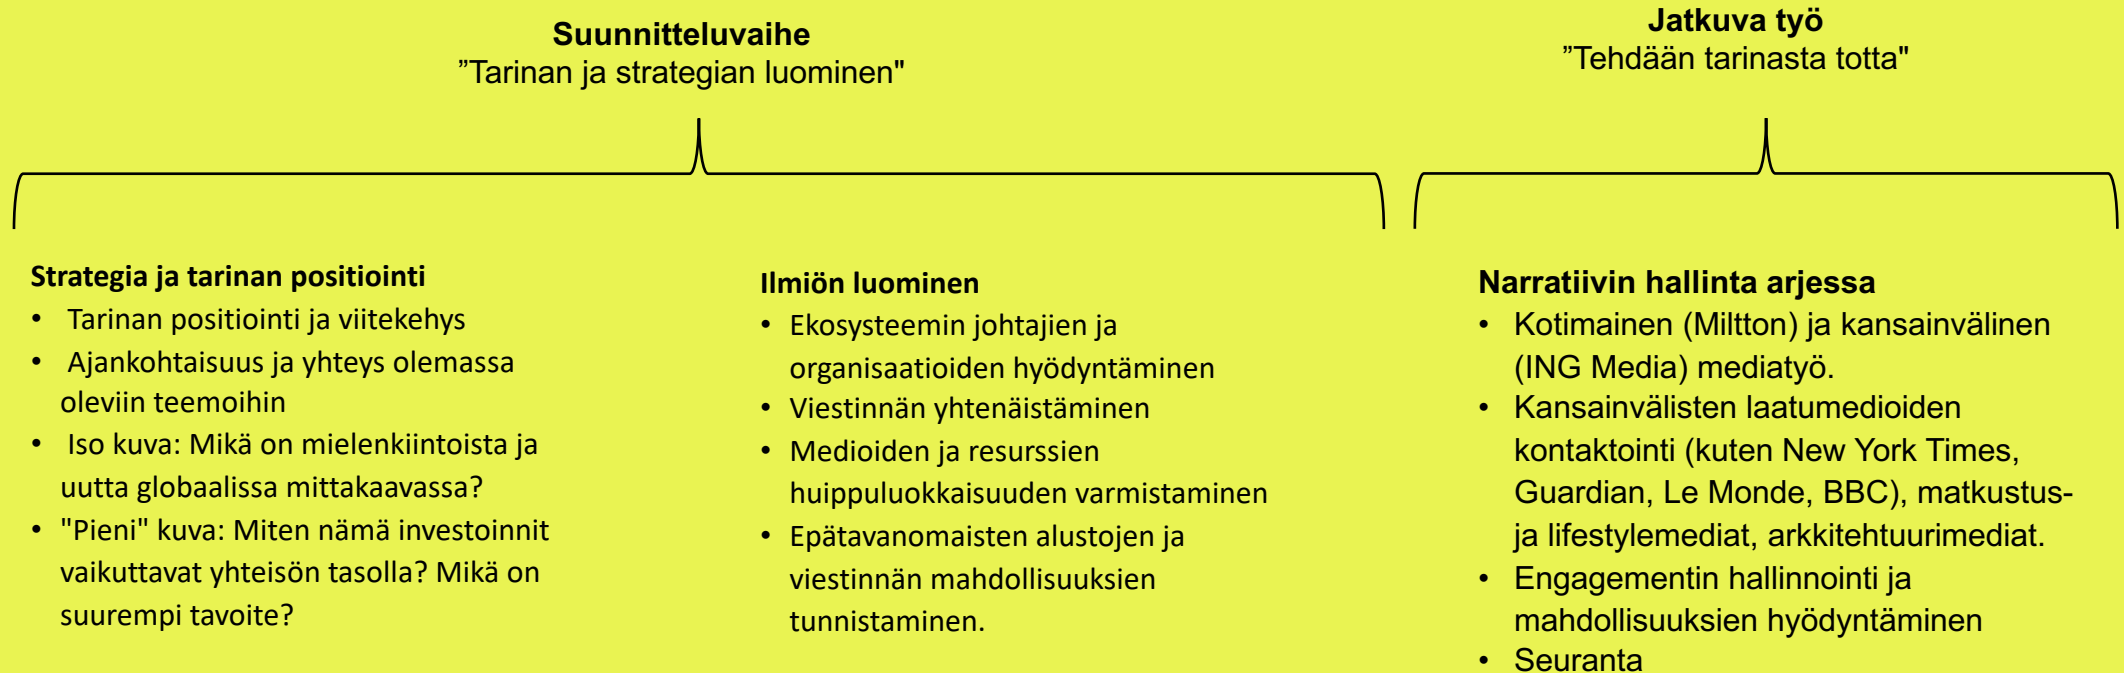 Suunnitteluvaihe
”Tarinan ja strategian luominen"
Jatkuva työ
”Tehdään tarinasta totta"
Strategia ja tarinan positiointi
• Tarinan positiointi ja viitekehys
• Ajankohtaisuus ja yhteys olemassa
oleviin teemoihin
• Iso kuva: Mikä on mielenkiintoista ja
uutta globaalissa mittakaavassa?
• "Pieni" kuva: Miten nämä investoinnit
vaikuttavat yhteisön tasolla? Mikä on
suurempi tavoite?
Ilmiön luominen
• Ekosysteemin johtajien ja
organisaatioiden hyödyntäminen
• Viestinnän yhtenäistäminen
• Medioiden ja resurssien
huippuluokkaisuuden varmistaminen
• Epätavanomaisten alustojen ja
viestinnän mahdollisuuksien
tunnistaminen.
Narratiivin hallinta arjessa
• Kotimainen (Miltton) ja kansainvälinen
(ING Media) mediatyö.
• Kansainvälisten laatumedioiden
kontaktointi (kuten New York Times,
Guardian, Le Monde, BBC), matkustus-
ja lifestylemediat, arkkitehtuurimediat.
• Engagementin hallinnointi ja
mahdollisuuksien hyödyntäminen
• Seuranta